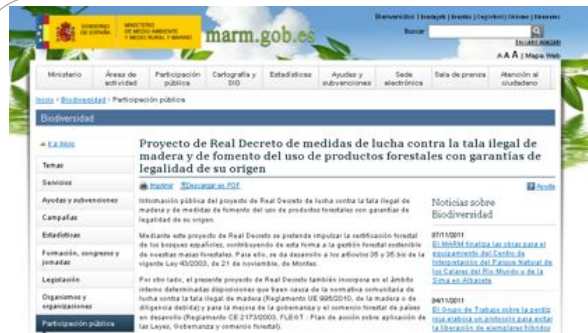 GOBIERNO DE ESPAÑA
MINISTERIO DE MEDIO AMBIENTE Y MEDIO RURAL Y MARINO
marm.gob.es
Buscar
A A A | Mapa Web
Ministerio
Áreas de actividad
Participación pública
Cartografía y SIG
Estadísticas
Ayudas y subvenciones
Sede electrónica
Sala de prensa
Atención al ciudadano
Inicio > Biodiversidad > Participación pública
Biodiversidad
Ir a Inicio
Temas
Servicios
Ayudas y subvenciones
Campañas
Estadísticas
Formación, congresos y jornadas
Legislación
Organismos y organizaciones
Participación pública
Proyecto de Real Decreto de medidas de lucha contra la tala ilegal de
madera y de fomento del uso de productos forestales con garantías de
legalidad de su origen
Imprimir Descargar en PDF
Ayuda
Información pública del proyecto de Real Decreto de lucha contra la tala ilegal de
madera y de medidas de fomento del uso de productos forestales con garantías de
legalidad de su origen.
Mediante este proyecto de Real Decreto se pretende impulsar la certificación forestal
de los bosques españoles, contribuyendo de esta forma a la gestión forestal sostenible
de nuestras masas forestales. Para ello, se da desarrollo a los artículos 35 y 35 bis de la
vigente Ley 43/2003, de 21 de noviembre, de Montes.
Por otro lado, el presente proyecto de Real Decreto también incorpora en el ámbito
interno determinadas disposiciones que traen causa de la normativa comunitaria de
lucha contra la tala ilegal de madera (Reglamento UE 995/2010, de la madera o de
diligencia debida) y para la mejora de la gobernanza y el comercio forestal de países
en desarrollo (Reglamento CE 2173/2003, FLEGT: Plan de acción sobre aplicación de
las Leyes, Gobernanza y comercio forestal).
Noticias sobre
Biodiversidad
07/11/2011
El MARM finaliza las obras para el
equipamiento del Centro de
Interpretación del Parque Natural de
los Calares del Río Mundo y de la
Sima en Albacete
04/11/2011
El Grupo de Trabajo sobre la perdiz
roja elabora un protocolo para evitar
la liberación de ejemplares híbridos